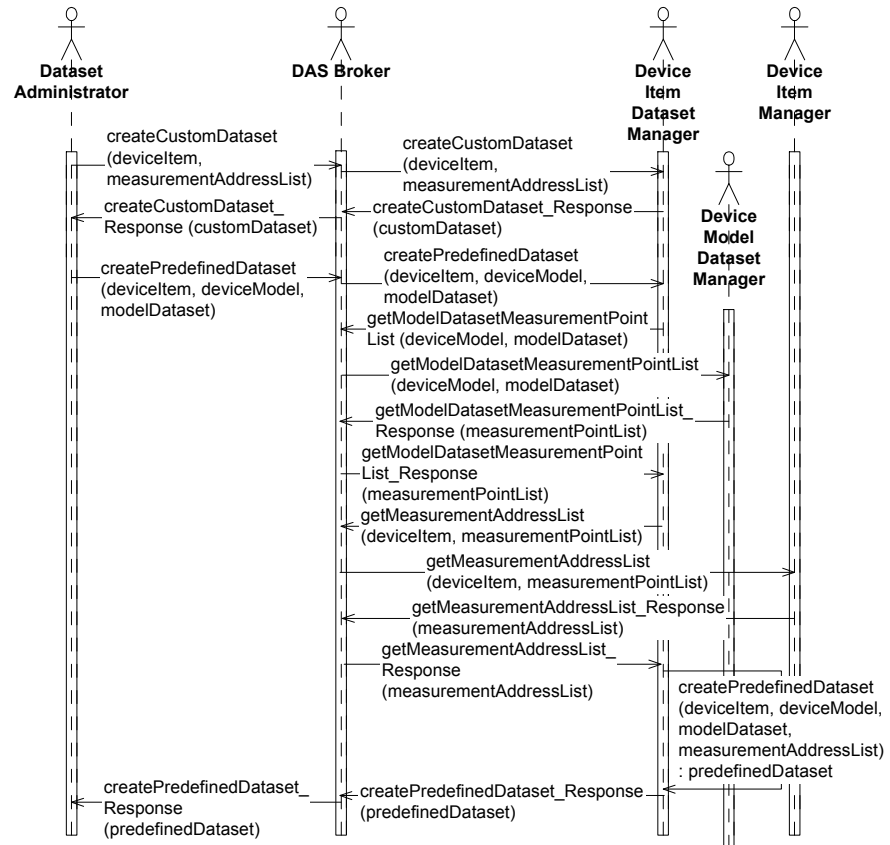 Dataset
Administrator
DAS Broker
Device
Item
Dataset
Manager
Device
Item
Manager
Device
Model
Dataset
Manager
createCustomDataset
(deviceItem,
measurementAddressList)
createCustomDataset
(deviceItem,
measurementAddressList)
createCustomDataset_Response
(customDataset)
createCustomDataset_
Response (customDataset)
createPredefinedDataset
(deviceItem, deviceModel,
modelDataset)
createPredefinedDataset
(deviceItem, deviceModel,
modelDataset)
getModelDatasetMeasurementPoint
List (deviceModel, modelDataset)
getModelDatasetMeasurementPointList
(deviceModel, modelDataset)
getModelDatasetMeasurementPointList_
Response (measurementPointList)
getModelDatasetMeasurementPoint
List_Response
(measurementPointList)
getMeasurementAddressList
(deviceItem, measurementPointList)
getMeasurementAddressList
(deviceItem, measurementPointList)
getMeasurementAddressList_Response
(measurementAddressList)
getMeasurementAddressList_
Response
(measurementAddressList)
createPredefinedDataset
(deviceItem, deviceModel,
modelDataset,
measurementAddressList)
: predefinedDataset
createPredefinedDataset_Response
(predefinedDataset)
createPredefinedDataset_
Response
(predefinedDataset)